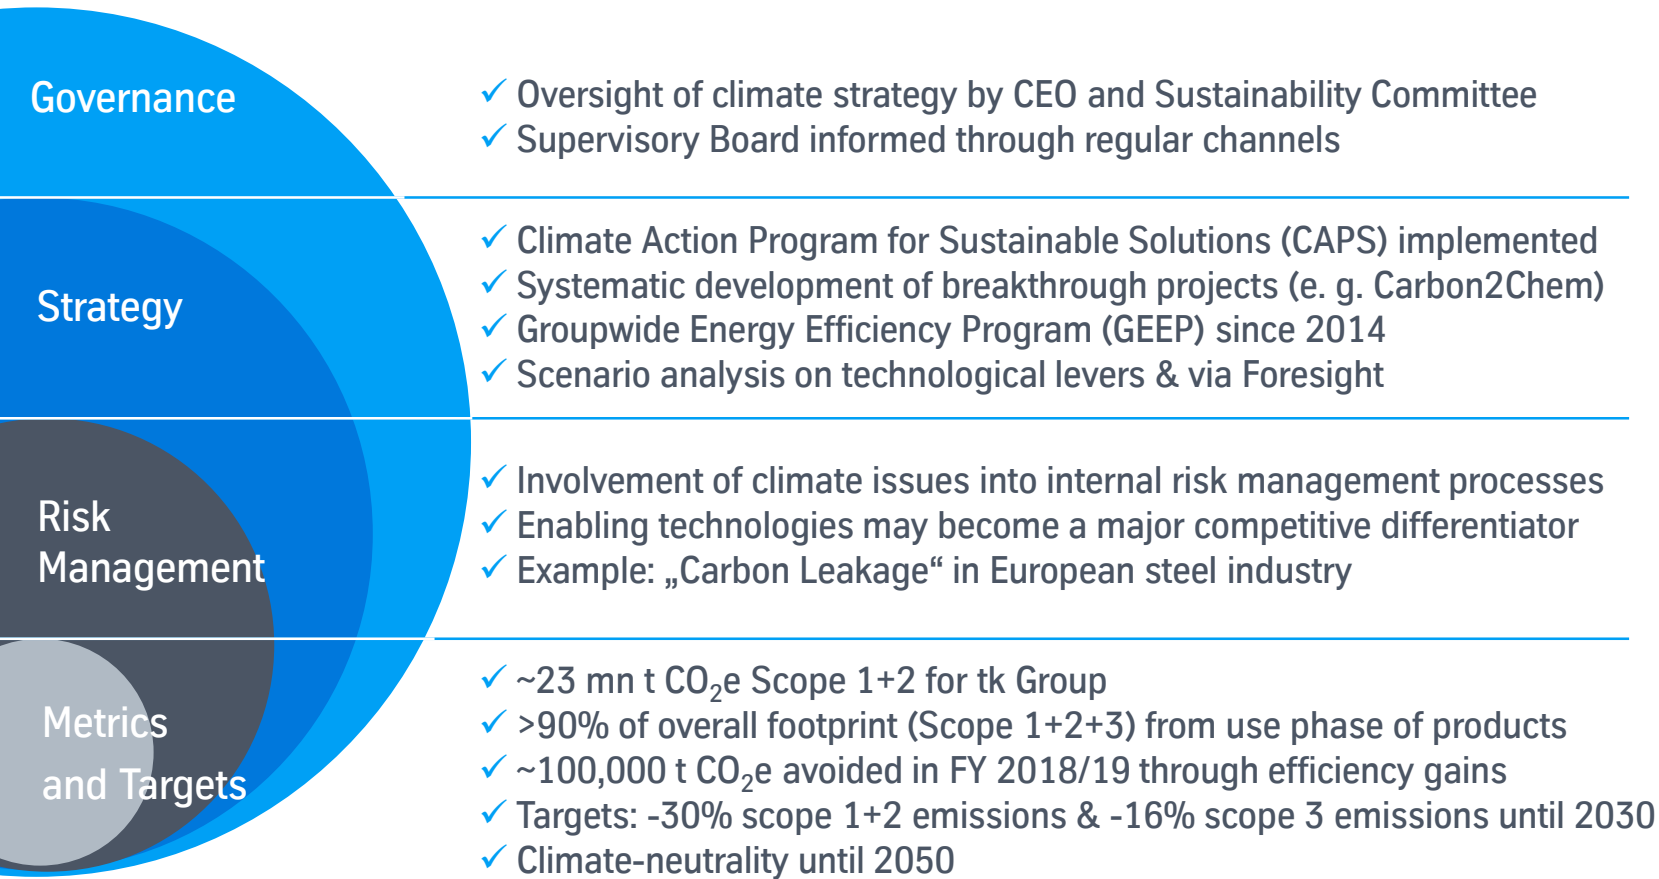 Governance
✓ Oversight of climate strategy by CEO and Sustainability Committee
✓ Supervisory Board informed through regular channels
Strategy
✓ Climate Action Program for Sustainable Solutions (CAPS) implemented
✓ Systematic development of breakthrough projects (e. g. Carbon2Chem)
✓ Groupwide Energy Efficiency Program (GEEP) since 2014
✓ Scenario analysis on technological levers & via Foresight
Risk
Management
✓ Involvement of climate issues into internal risk management processes
✓ Enabling technologies may become a major competitive differentiator
✓ Example: „Carbon Leakage“ in European steel industry
Metrics
and Targets
✓ ~23 mn t CO₂e Scope 1+2 for tk Group
✓ >90% of overall footprint (Scope 1+2+3) from use phase of products
✓ ~100,000 t CO₂e avoided in FY 2018/19 through efficiency gains
✓ Targets: -30% scope 1+2 emissions & -16% scope 3 emissions until 2030
✓ Climate-neutrality until 2050